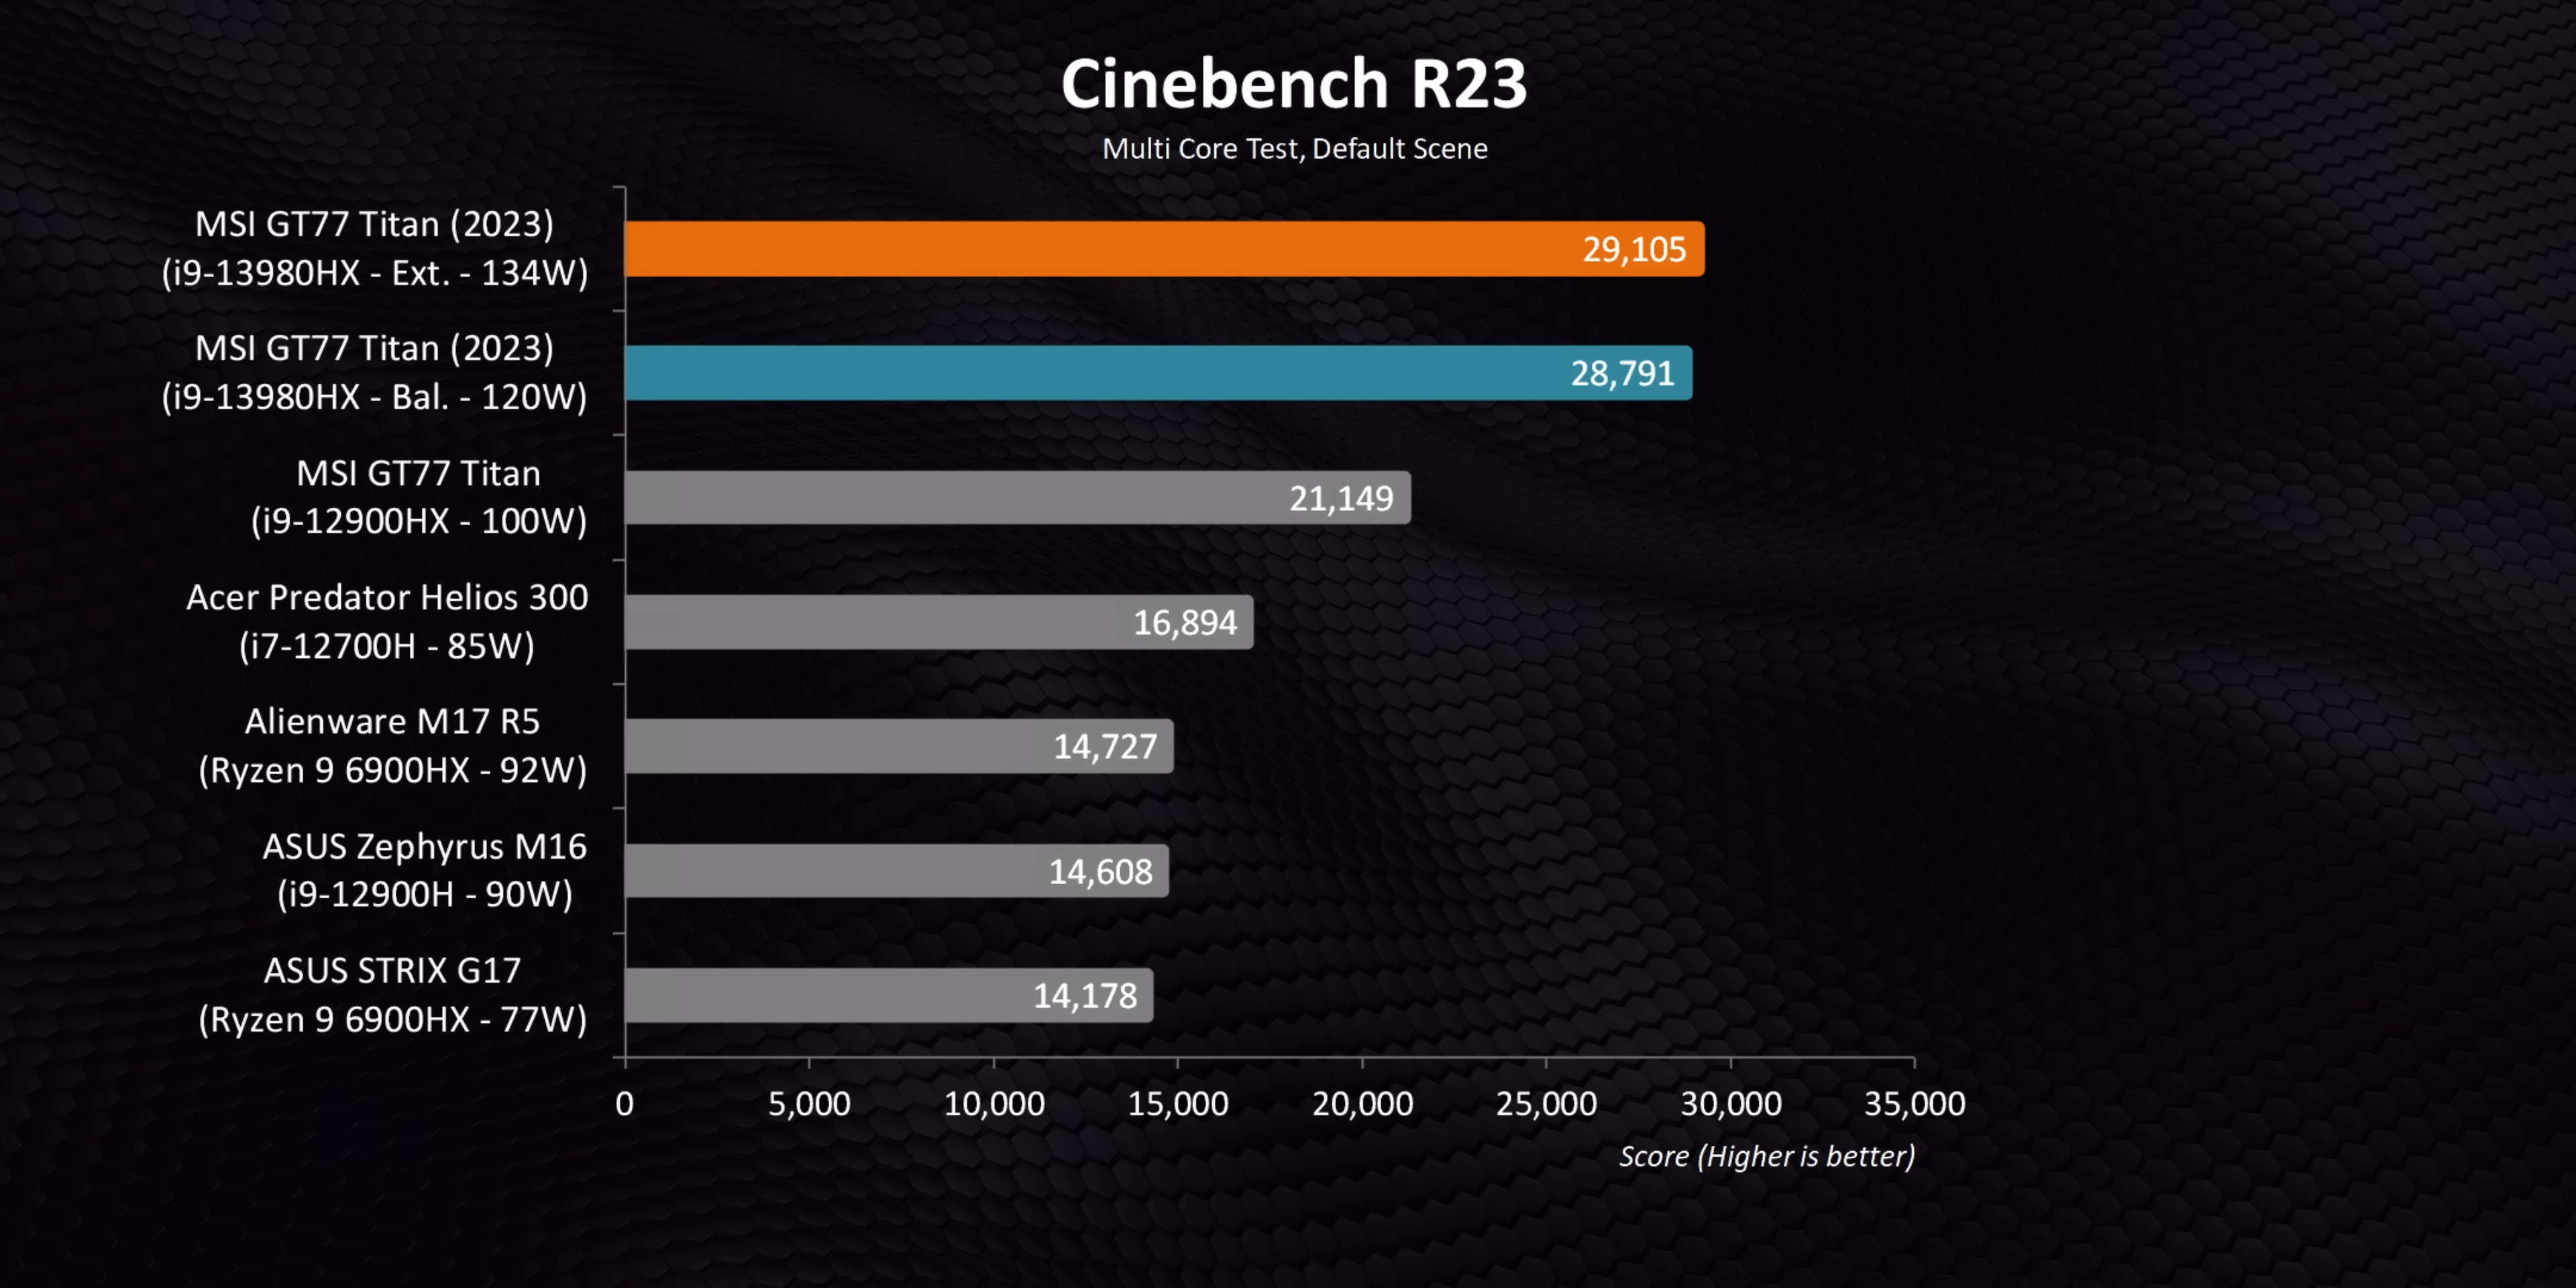 Cinebench R23
Multi Core Test, Default Scene
MSI GT77 Titan (2023)
(i9-13980HX - Ext. - 134W)
29,105
MSI GT77 Titan (2023)
(i9-13980HX - Bal. - 120W)
28,791
MSI GT77 Titan
(i9-12900HX - 100W)
21,149
Acer Predator Helios 300
(i7-12700H - 85W)
16,894
Alienware M17 R5
(Ryzen 9 6900HX - 92W)
14,727
ASUS Zephyrus M16
(i9-12900H - 90W)
14,608
ASUS STRIX G17
(Ryzen 9 6900HX - 77W)
14,178
0 5,000 10,000 15,000 20,000 25,000 30,000 35,000
Score (Higher is better)